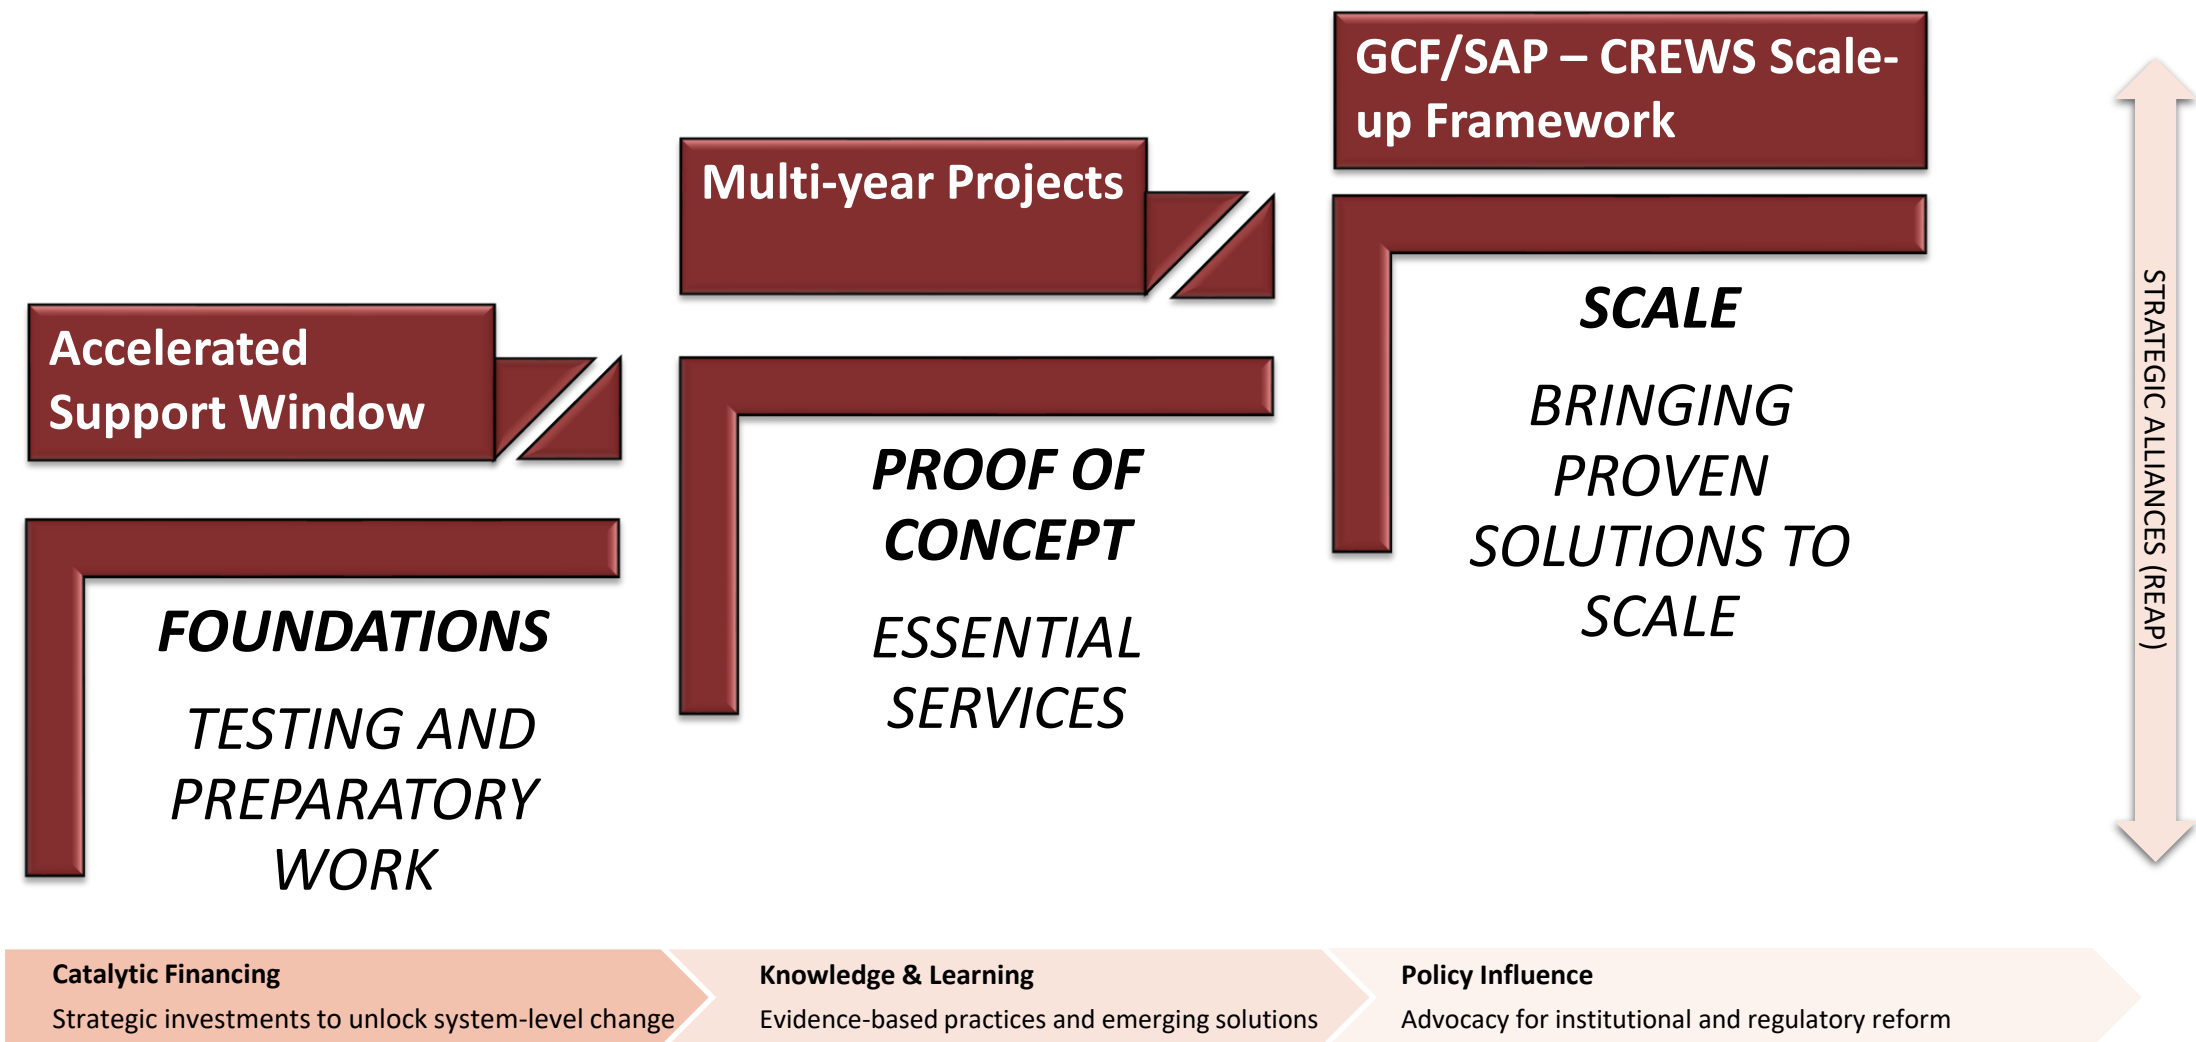 Accelerated
Support Window
FOUNDATIONS
TESTING AND
PREPARATORY
WORK
Multi-year Projects
PROOF OF
CONCEPT
ESSENTIAL
SERVICES
GCF/SAP – CREWS Scale-
up Framework
SCALE
BRINGING
PROVEN
SOLUTIONS TO
SCALE
STRATEGIC ALLIANCES (REAP)
Catalytic Financing
Strategic investments to unlock system-level change
Knowledge & Learning
Evidence-based practices and emerging solutions
Policy Influence
Advocacy for institutional and regulatory reform